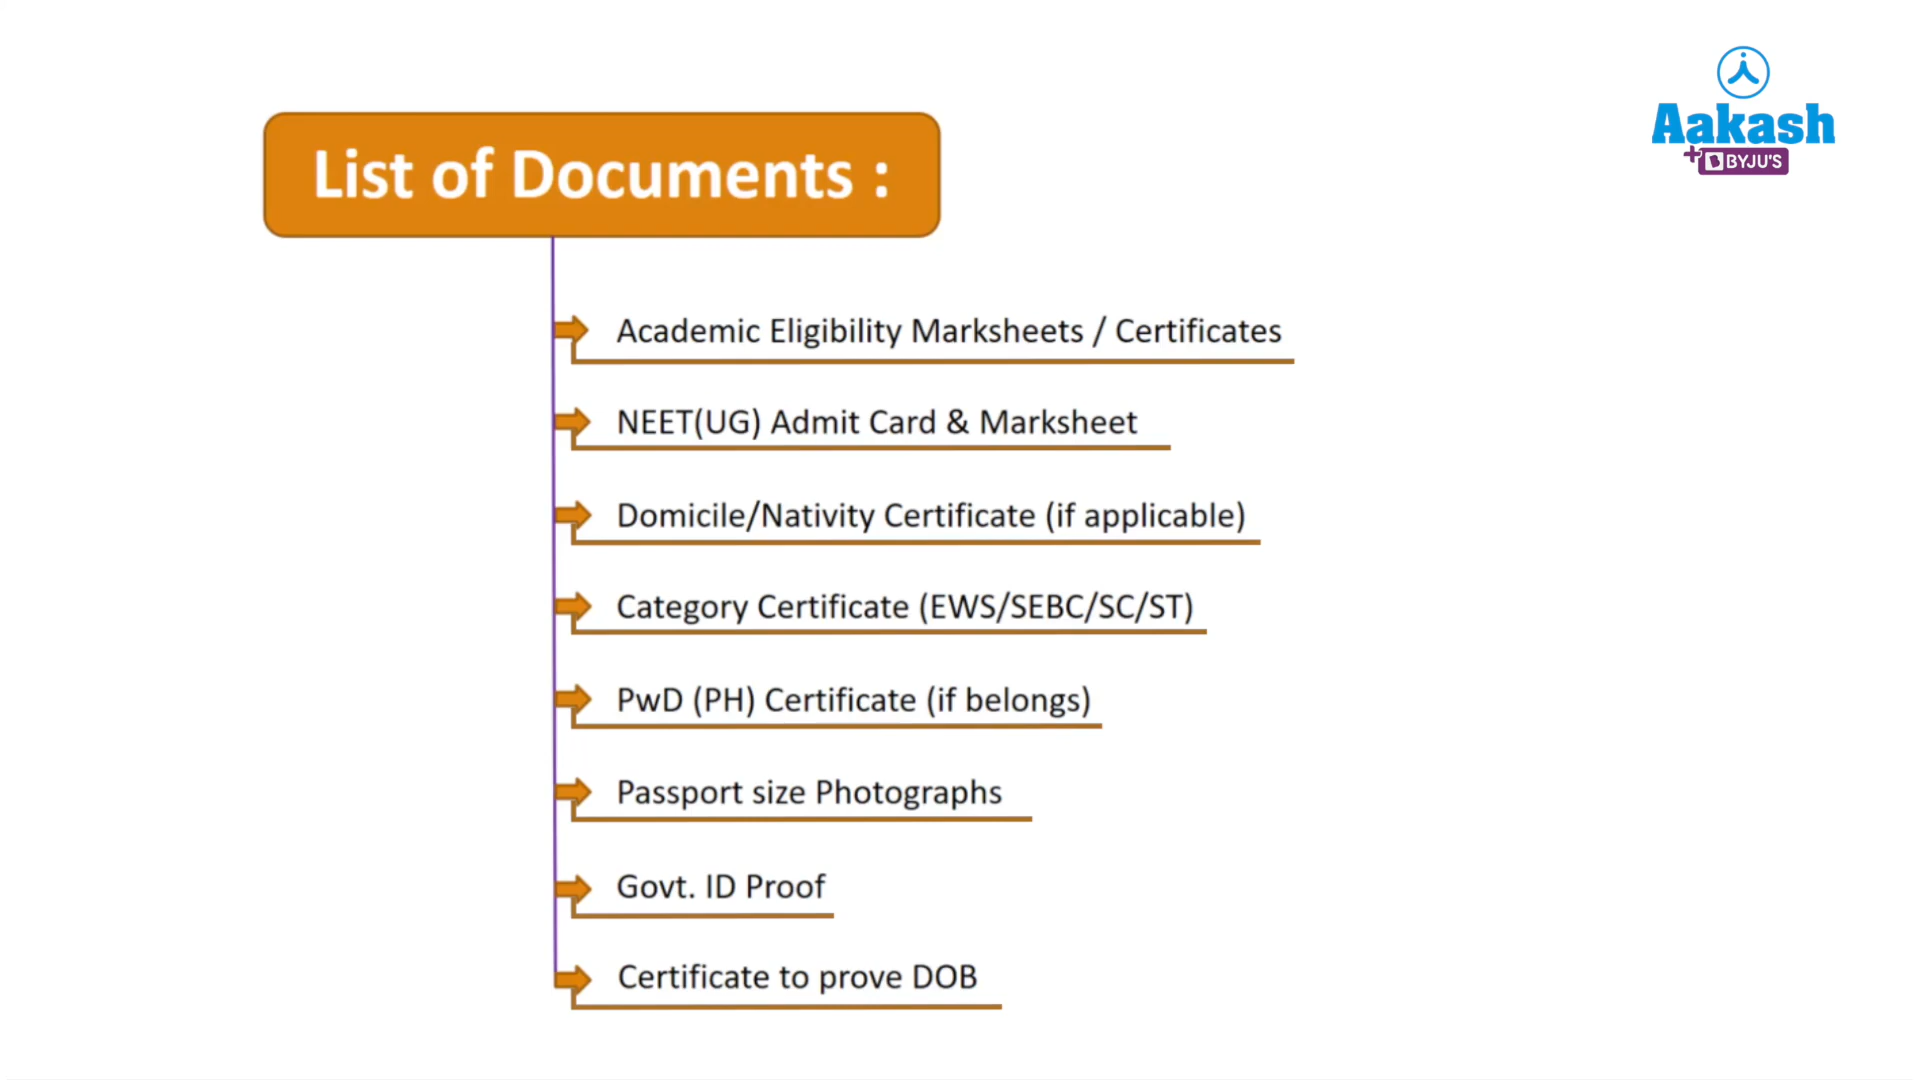 Aakash
+ BYJU'S
List of Documents :
Academic Eligibility Marksheets / Certificates
NEET(UG) Admit Card & Marksheet
Domicile/Nativity Certificate (if applicable)
Category Certificate (EWS/SEBC/SC/ST)
PwD (PH) Certificate (if belongs)
Passport size Photographs
Govt. ID Proof
Certificate to prove DOB